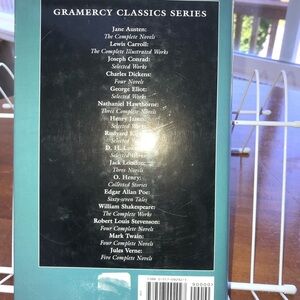 GRAMERCY CLASSICS SERIES
Jane Austen:
The Complete Novels
Lewis Carroll:
The Complete Illustrated Works
Joseph Conrad:
Selected Works
Charles Dickens:
Four Novels
George Eliot:
Selected Works
Nathaniel Hawthorne:
Three Complete Novels
Henry James:
Selected
Rudyard
Selected
D. H.
Selected Works
Jack London:
Three Novels
O. Henry:
Collected Stories
Edgar Allan Poe:
Sixty-seven Tales
William Shakespeare:
The Complete Works
Robert Louis Stevenson:
Four Complete Novels
Mark Twain:
Four Complete Novels
Jules Verne:
Five Complete Novels
90000